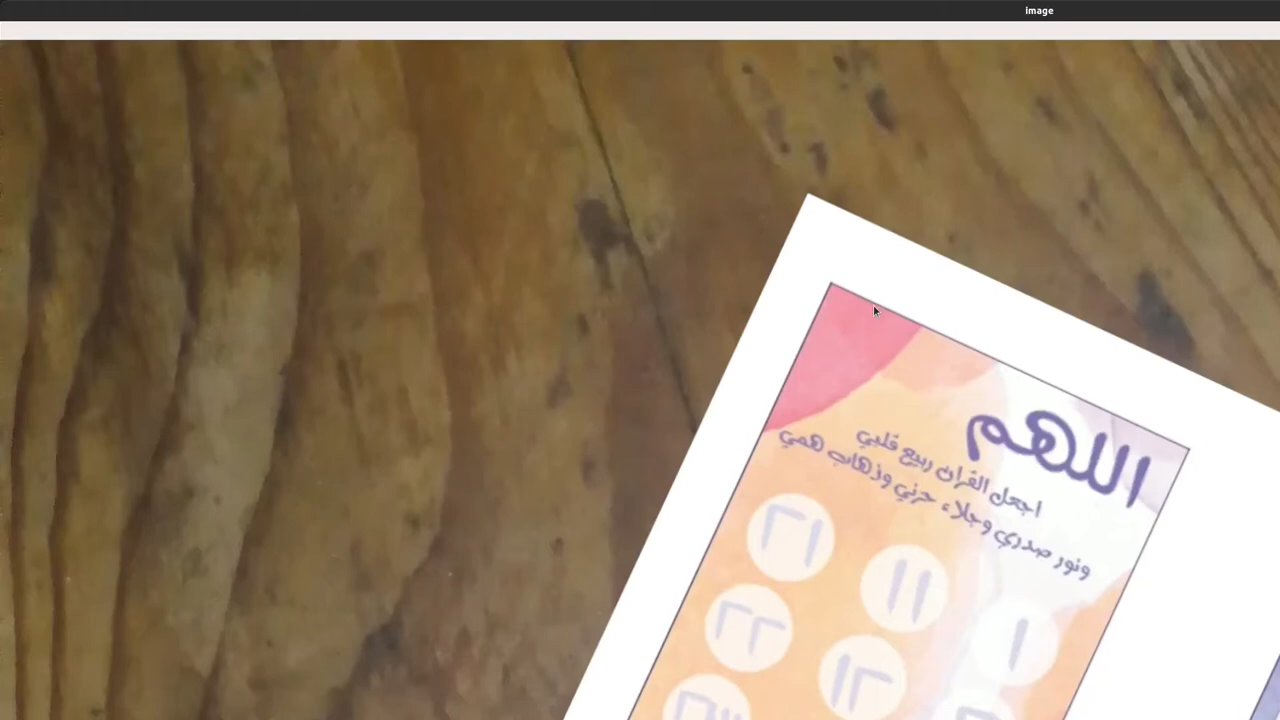 image
اللهم
اجعل القران ربيع قلبي
ونور صدري وجلاء حزني وذهاب همي
١ ١١ ٢١
١٢ ٢٢